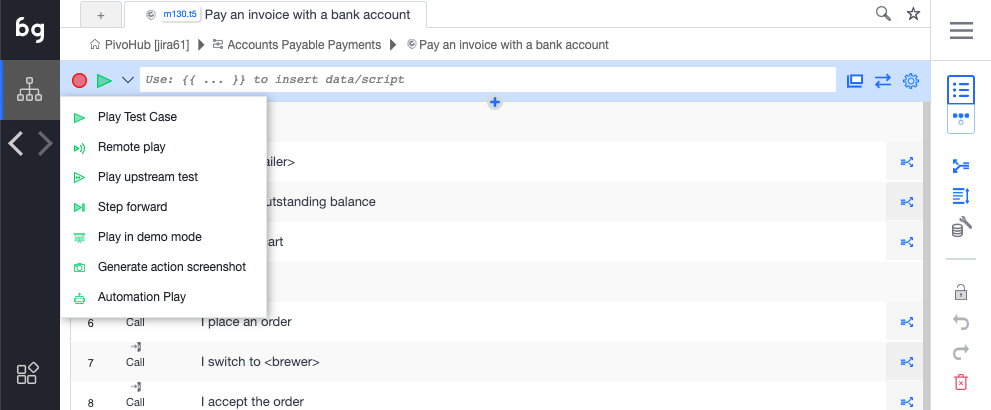 bg
+
m130.t5 Pay an invoice with a bank account
PivoHub [jira61] Accounts Payable Payments Pay an invoice with a bank account
Use: {{ ... }} to insert data/script
+
Play Test Case
Remote play
ailer>
Play upstream test
utstanding balance
Step forward
Play in demo mode
art
Generate action screenshot
Automation Play
6 Call I place an order
7 Call I switch to <brewer>
8 Call I accept the order